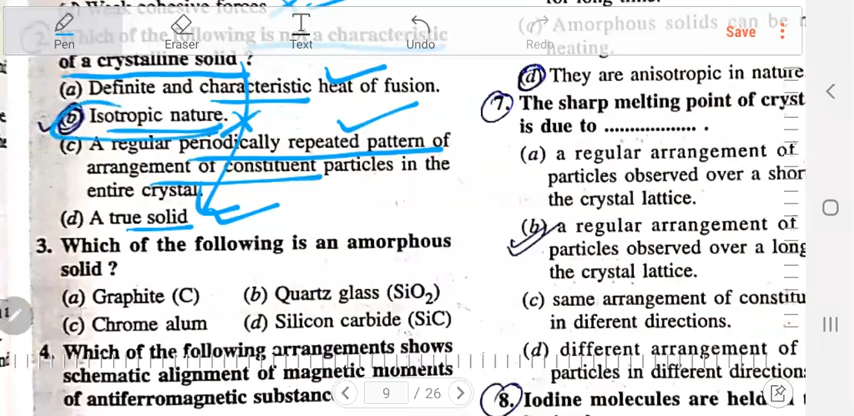 Pen
Eraser
Text
Undo
Redo
Save
Which of the following is not a characteristic
of a crystalline solid ?
(a) Definite and characteristic heat of fusion.
(b) Isotropic nature.
(c) A regular periodically repeated pattern of
arrangement of constituent particles in the
entire crystal.
(d) A true solid
3. Which of the following is an amorphous
solid ?
(a) Graphite (C) (b) Quartz glass (SiO₂)
(c) Chrome alum (d) Silicon carbide (SiC)
4. Which of the following arrangements shows
schematic alignment of magnetic moments
of antiferromagnetic
9 / 26
Amorphous solids can be
heating.
(d) They are anisotropic in nature
7. The sharp melting point of cryst
is due to .................. .
(a) a regular arrangement of
particles observed over a shor
the crystal lattice.
(b) a regular arrangement of
particles observed over a long
the crystal lattice.
(c) same arrangement of constitu
in diferent directions.
(d) different arrangement of
particles in different direction
8. Iodine molecules are held